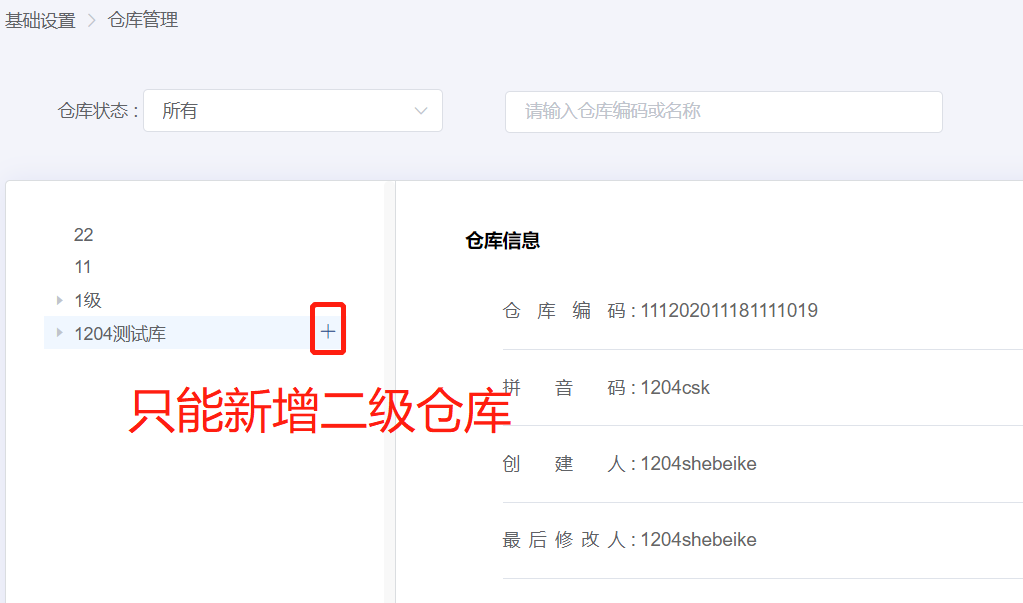 基础设置 > 仓库管理
仓库状态 : 所有 请输入仓库编码或名称
22
11
1级
1204测试库
只能新增二级仓库
仓库信息
仓库编码 : 111202011181111019
拼音码 : 1204csk
创建人 : 1204shebeike
最后修改人 : 1204shebeike